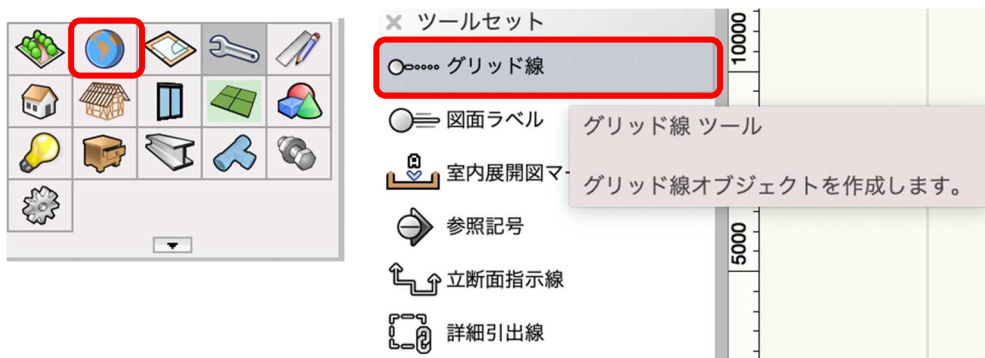 ツールセット
グリッド線
図面ラベル
室内展開図マー
参照記号
立断面指示線
詳細引出線
グリッド線 ツール
グリッド線オブジェクトを作成します。
10000
5000